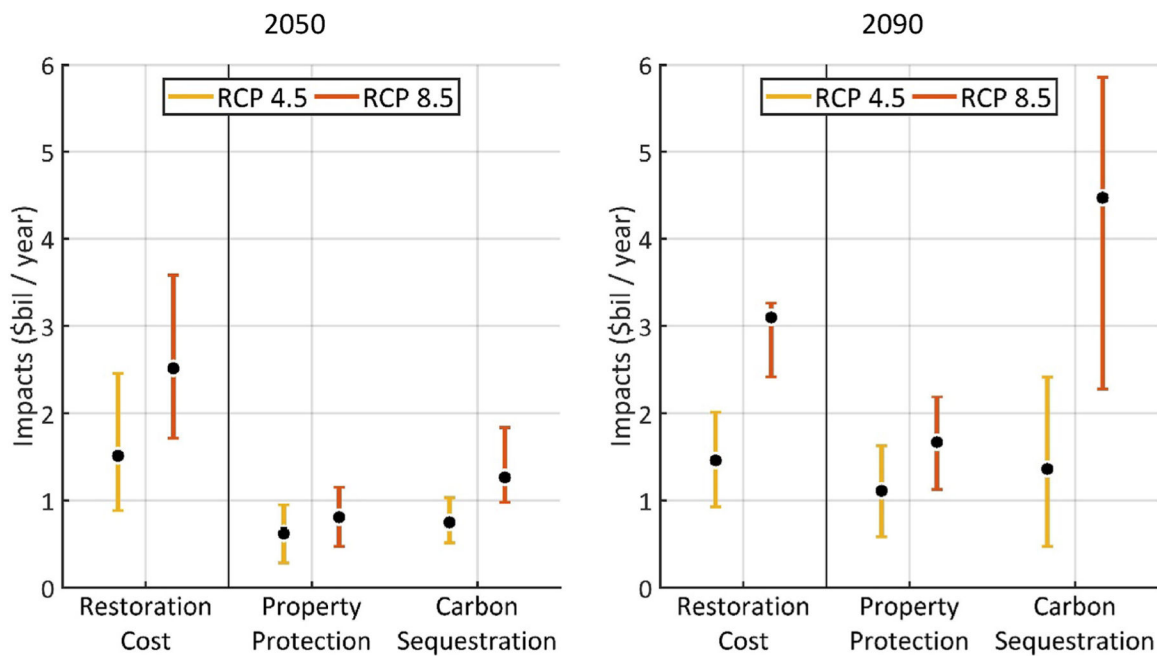 2050
6
5
4
3
2
1
0
Impacts ($bil / year)
RCP 4.5 RCP 8.5
Restoration Cost
Property Protection
Carbon Sequestration
2090
6
5
4
3
2
1
0
Impacts ($bil / year)
RCP 4.5 RCP 8.5
Restoration Cost
Property Protection
Carbon Sequestration